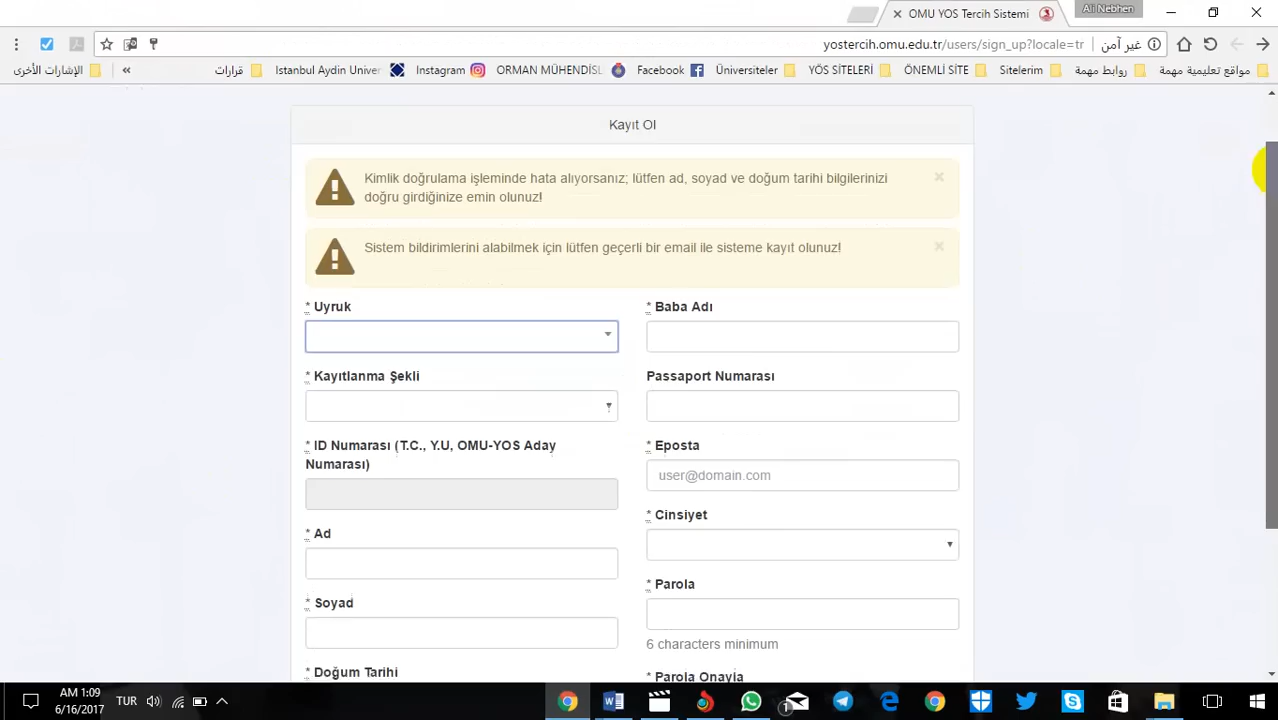 OMU YOS Tercih Sistemi
Ali Nebhen
yostercih.omu.edu.tr/users/sign_up?locale=tr
غير آمن
الإشارات الأخرى
«
قرارات
Istanbul Aydin Univer
Instagram
ORMAN MÜHENDİSL
Facebook
Üniversiteler
YÖS SİTELERİ
ÖNEMLİ SİTE
Sitelerim
روابط مهمة
مواقع تعليمية مهمة
Kayıt Ol
Kimlik doğrulama işleminde hata alıyorsanız; lütfen ad, soyad ve doğum tarihi bilgilerinizi
doğru girdiğinize emin olunuz!
Sistem bildirimlerini alabilmek için lütfen geçerli bir email ile sisteme kayıt olunuz!
* Uyruk
* Baba Adı
* Kayıtlanma Şekli
Passaport Numarası
* ID Numarası (T.C., Y.U, OMU-YOS Aday
Numarası)
* Eposta
user@domain.com
* Cinsiyet
* Ad
* Parola
* Soyad
6 characters minimum
* Doğum Tarihi
* Parola Onayla
AM 1:09
6/16/2017
TUR
1